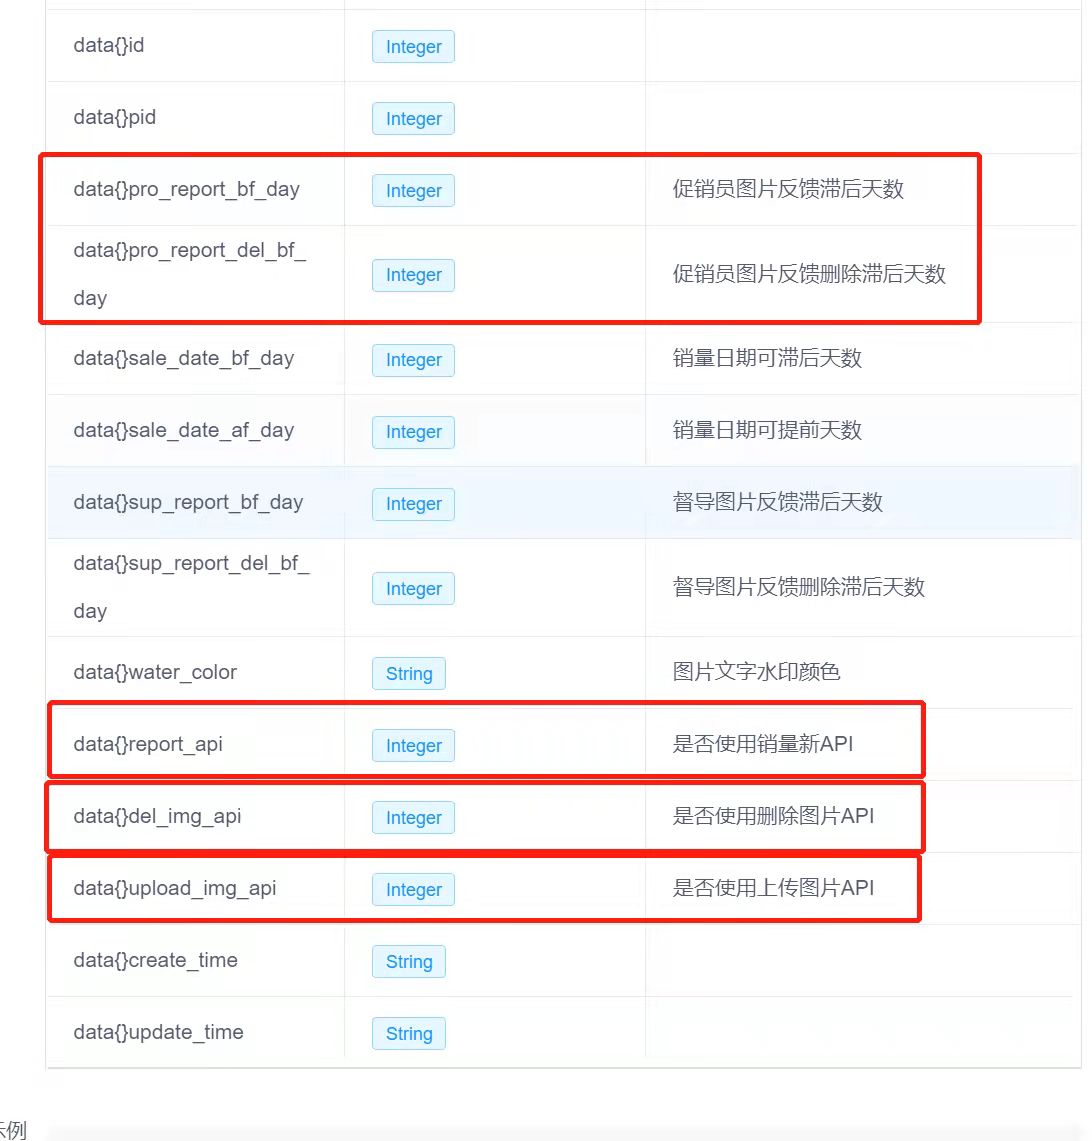 data{}id Integer
data{}pid Integer
data{}pro_report_bf_day Integer 促销员图片反馈滞后天数
data{}pro_report_del_bf_
day Integer 促销员图片反馈删除滞后天数
data{}sale_date_bf_day Integer 销量日期可滞后天数
data{}sale_date_af_day Integer 销量日期可提前天数
data{}sup_report_bf_day Integer 督导图片反馈滞后天数
data{}sup_report_del_bf_
day Integer 督导图片反馈删除滞后天数
data{}water_color String 图片文字水印颜色
data{}report_api Integer 是否使用销量新API
data{}del_img_api Integer 是否使用删除图片API
data{}upload_img_api Integer 是否使用上传图片API
data{}create_time String
data{}update_time String
例